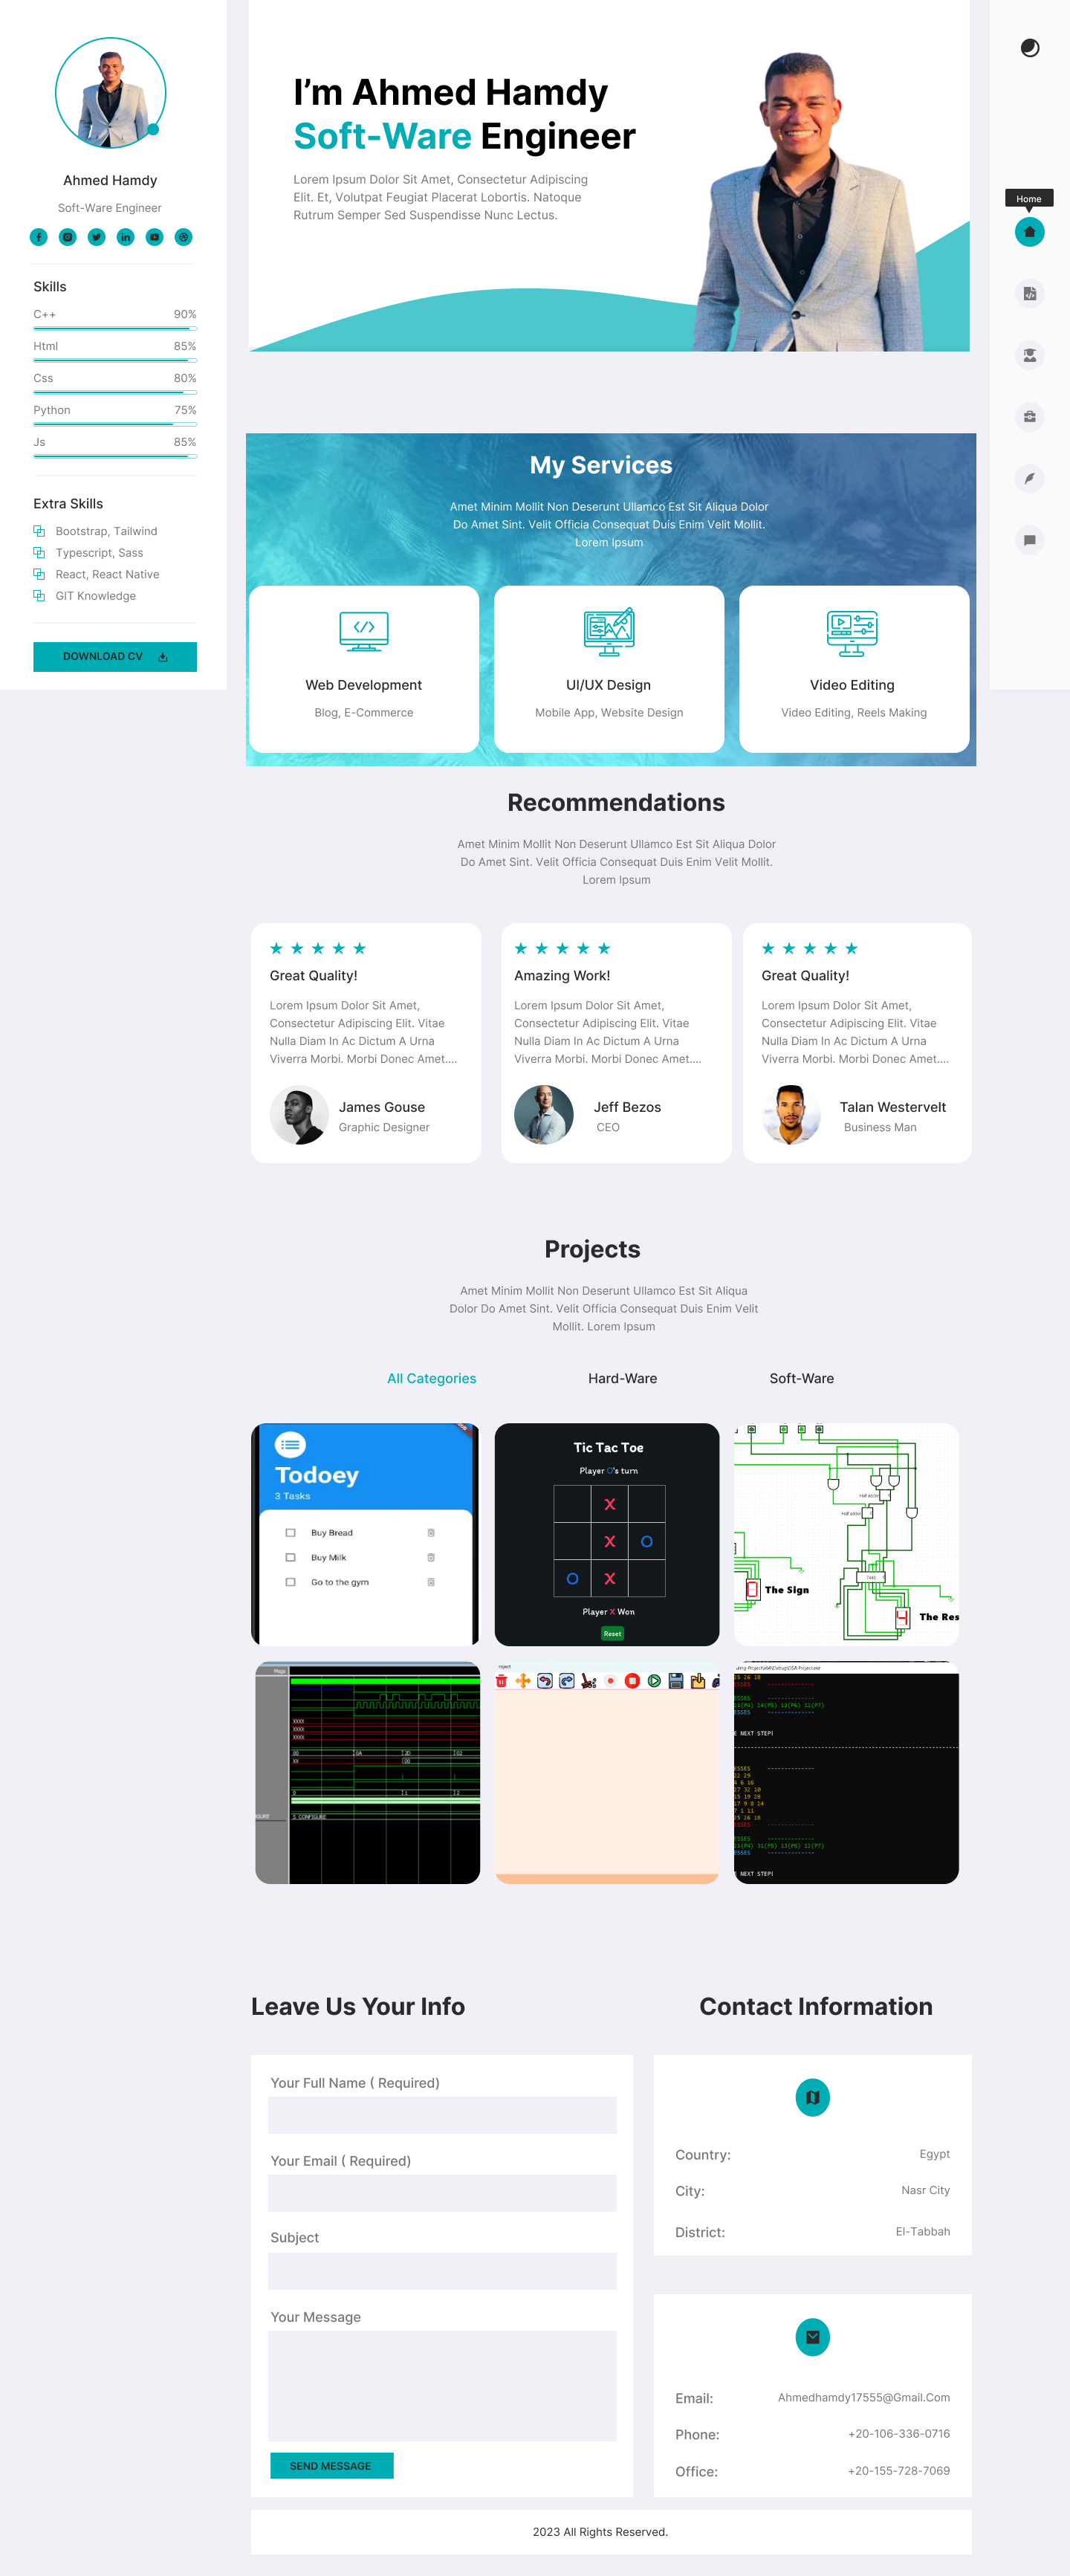 Ahmed Hamdy
Soft-Ware Engineer
Skills
C++ 90%
Html 85%
Css 80%
Python 75%
Js 85%
Extra Skills
Bootstrap, Tailwind
Typescript, Sass
React, React Native
GIT Knowledge
DOWNLOAD CV
I'm Ahmed Hamdy
Soft-Ware Engineer
Lorem Ipsum Dolor Sit Amet, Consectetur Adipiscing
Elit. Et, Volutpat Feugiat Placerat Lobortis. Natoque
Rutrum Semper Sed Suspendisse Nunc Lectus.
Home
My Services
Amet Minim Mollit Non Deserunt Ullamco Est Sit Aliqua Dolor
Do Amet Sint. Velit Officia Consequat Duis Enim Velit Mollit.
Lorem Ipsum
Web Development
Blog, E-Commerce
UI/UX Design
Mobile App, Website Design
Video Editing
Video Editing, Reels Making
Recommendations
Amet Minim Mollit Non Deserunt Ullamco Est Sit Aliqua Dolor
Do Amet Sint. Velit Officia Consequat Duis Enim Velit Mollit.
Lorem Ipsum
Great Quality!
Lorem Ipsum Dolor Sit Amet,
Consectetur Adipiscing Elit. Vitae
Nulla Diam In Ac Dictum A Urna
Viverra Morbi. Morbi Donec Amet....
James Gouse
Graphic Designer
Amazing Work!
Lorem Ipsum Dolor Sit Amet,
Consectetur Adipiscing Elit. Vitae
Nulla Diam In Ac Dictum A Urna
Viverra Morbi. Morbi Donec Amet....
Jeff Bezos
CEO
Great Quality!
Lorem Ipsum Dolor Sit Amet,
Consectetur Adipiscing Elit. Vitae
Nulla Diam In Ac Dictum A Urna
Viverra Morbi. Morbi Donec Amet....
Talan Westervelt
Business Man
Projects
Amet Minim Mollit Non Deserunt Ullamco Est Sit Aliqua
Dolor Do Amet Sint. Velit Officia Consequat Duis Enim Velit
Mollit. Lorem Ipsum
All Categories
Hard-Ware
Soft-Ware
Todoey
3 Tasks
Buy Bread
Buy Milk
Go to the gym
Tic Tac Toe
Player O's turn
X
X O
O X
Player X Won
Reset
Half adder
Half adder
The Sign
The Res
Msgs
S_CONFIGURE
E NEXT STEP!
E NEXT STEP!
Leave Us Your Info
Your Full Name ( Required)
Your Email ( Required)
Subject
Your Message
SEND MESSAGE
Contact Information
Country: Egypt
City: Nasr City
District: El-Tabbah
Email: Ahmedhamdy17555@Gmail.Com
Phone: +20-106-336-0716
Office: +20-155-728-7069
2023 All Rights Reserved.